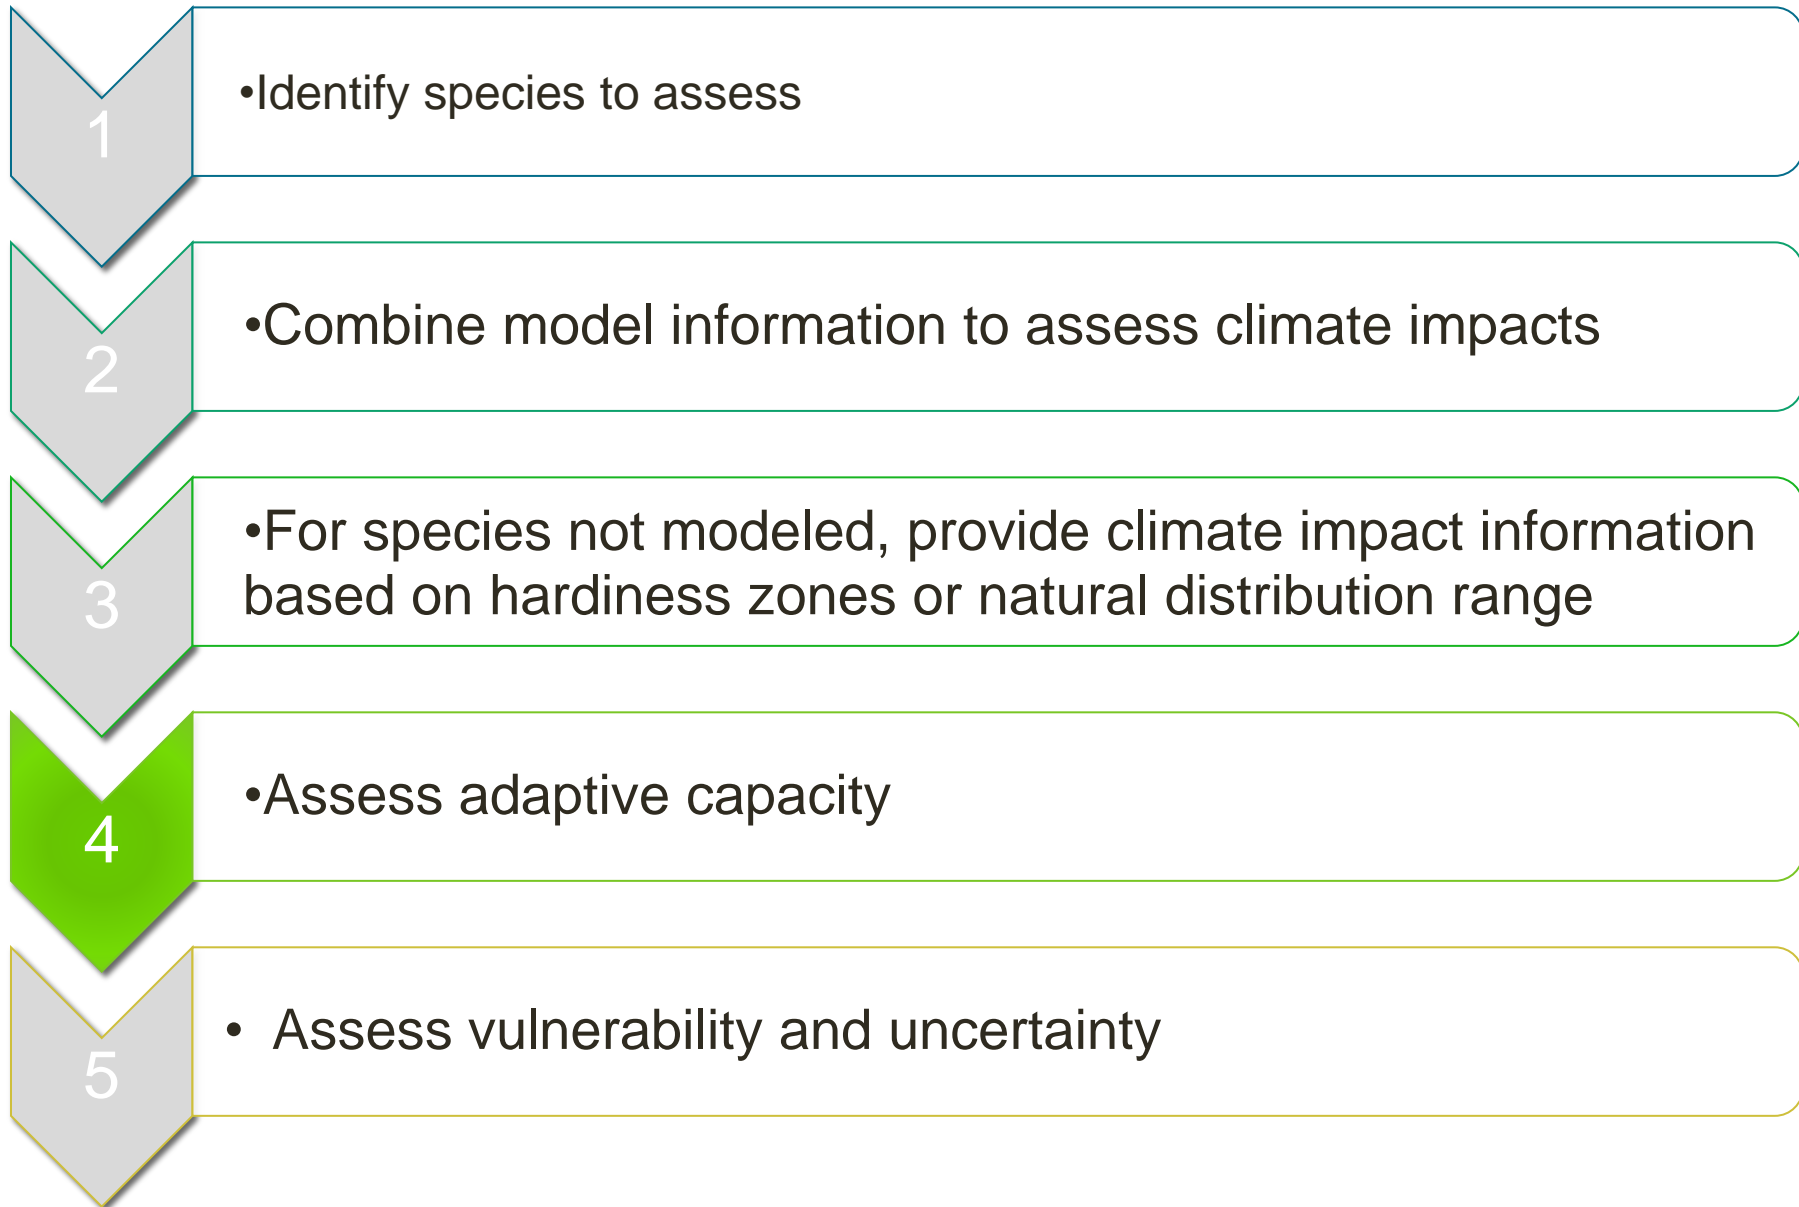 1
•Identify species to assess
2
•Combine model information to assess climate impacts
3
•For species not modeled, provide climate impact information
based on hardiness zones or natural distribution range
4
•Assess adaptive capacity
5
• Assess vulnerability and uncertainty